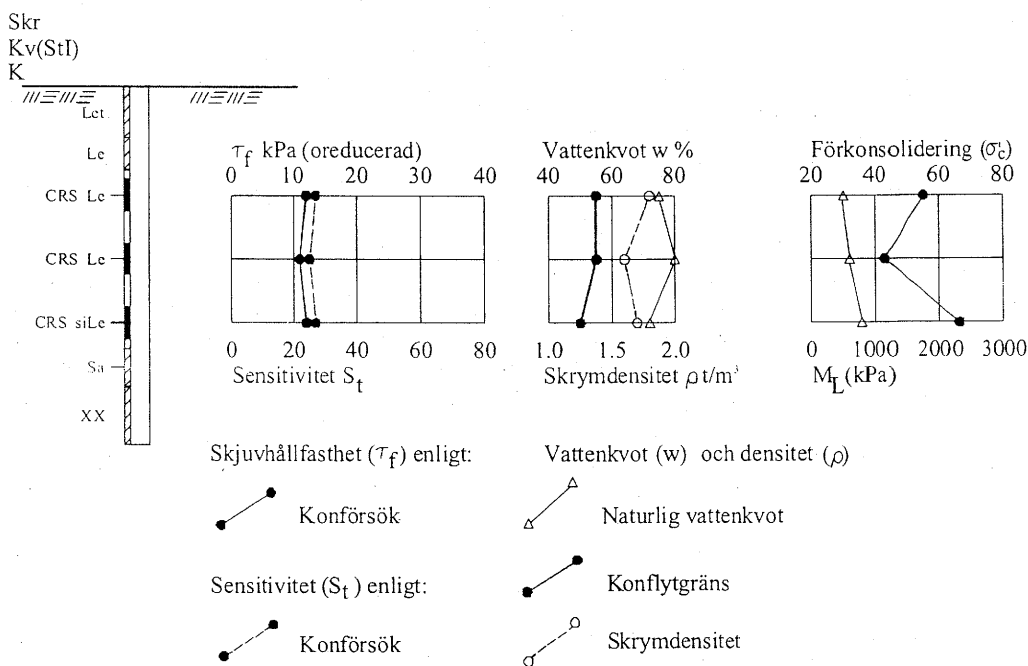 Skr
Kv(StI)
K
Let
Le
CRS Le
CRS Le
CRS siLe
Sa
XX
τf kPa (oreducerad)
0 10 20 30 40
0 20 40 60 80
Sensitivitet St
Vattenkvot w %
40 60 80
1.0 1.5 2.0
Skrymdensitet ρ t/m³
Förkonsolidering (σ'c)
20 40 60 80
0 1000 2000 3000
ML (kPa)
Skjuvhållfasthet (τf) enligt:
Konförsök
Sensitivitet (St) enligt:
Konförsök
Vattenkvot (w) och densitet (ρ)
Naturlig vattenkvot
Konflytgräns
Skrymdensitet